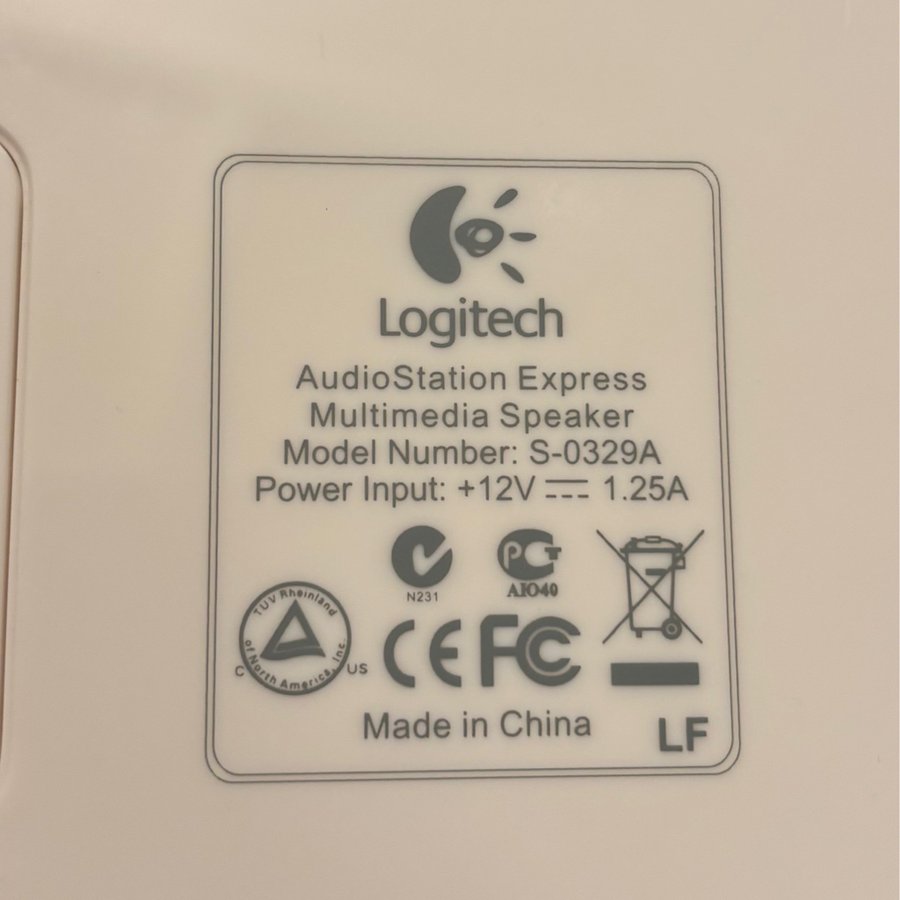 Logitech
AudioStation Express
Multimedia Speaker
Model Number: S-0329A
Power Input: +12V ⎓ 1.25A
N231
PCT
AIO40
TUV Rheinland
of North America, Inc.
C US
CE FC
Made in China
LF